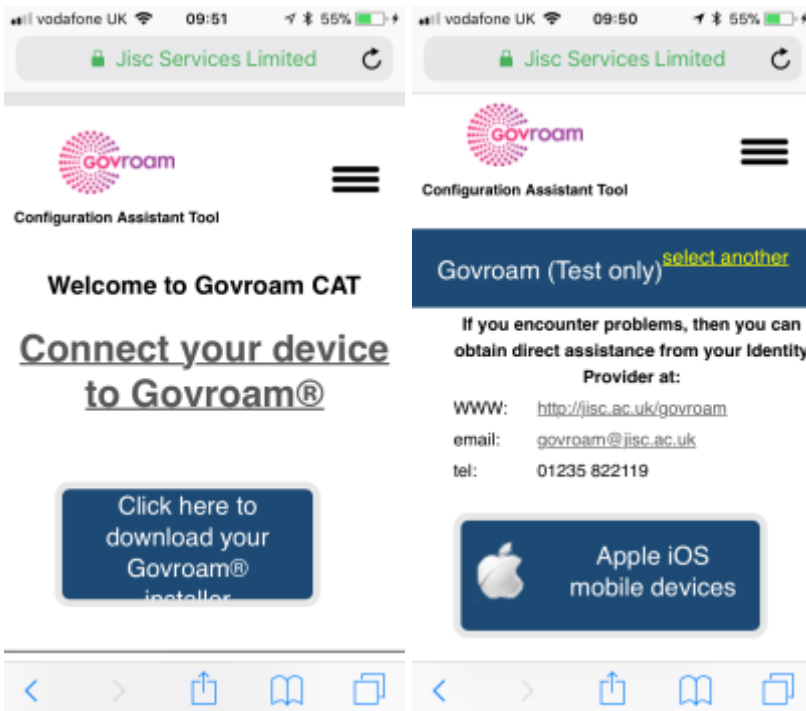 vodafone UK 09:51 55%
Jisc Services Limited
govroam
Configuration Assistant Tool
Welcome to Govroam CAT
Connect your device
to Govroam®
Click here to
download your
Govroam®
installer
vodafone UK 09:50 55%
Jisc Services Limited
govroam
Configuration Assistant Tool
Govroam (Test only) select another
If you encounter problems, then you can
obtain direct assistance from your Identity
Provider at:
WWW: http://jisc.ac.uk/govroam
email: govroam@jisc.ac.uk
tel: 01235 822119
Apple iOS
mobile devices